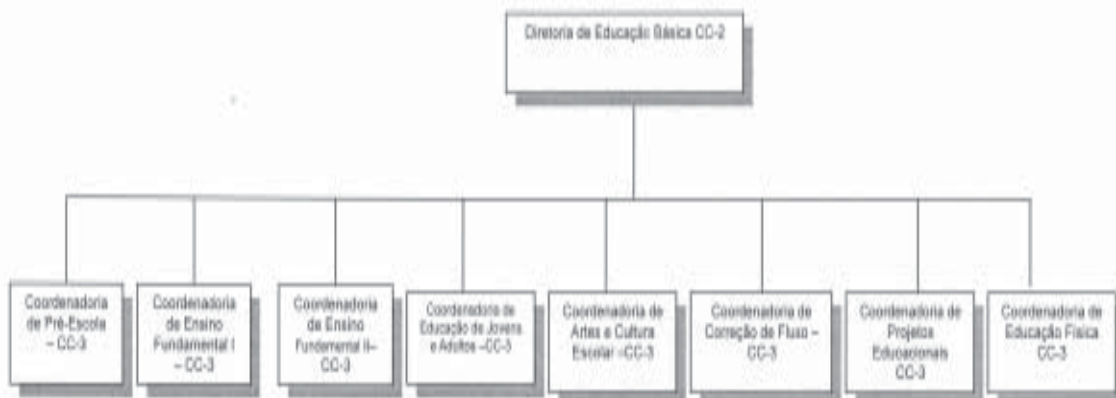 Diretoria de Educação Básica CC-2
Coordenadoria
de Pré-Escola
– CC-3
Coordenadoria
de Ensino
Fundamental I
– CC-3
Coordenadoria
de Ensino
Fundamental II–
CC-3
Coordenadoria de
Educação de Jovens
e Adultos –CC-3
Coordenadoria de
Artes e Cultura
Escolar –CC-3
Coordenadoria de
Correção de Fluxo –
CC-3
Coordenadoria de
Projetos
Educacionais
CC-3
Coordenadoria de
Educação Física
CC-3